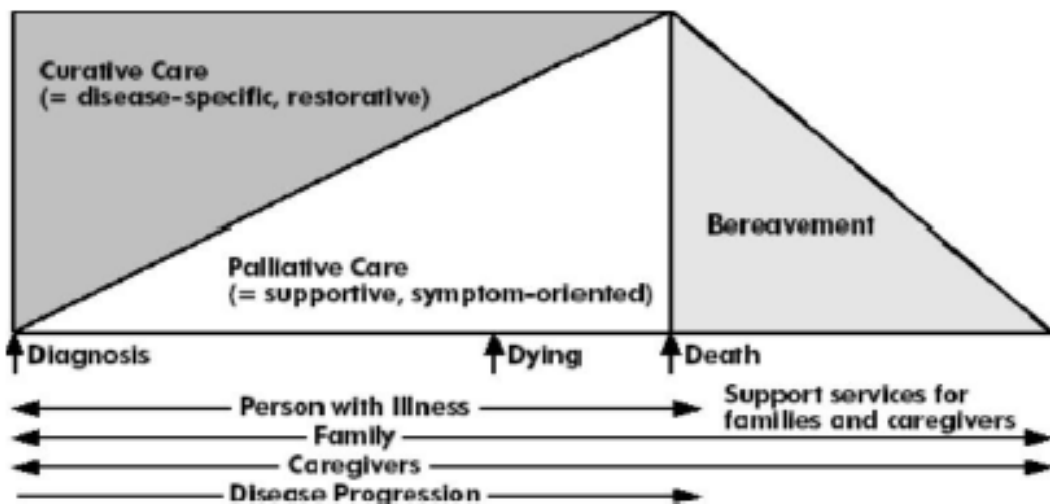 Curative Care
(= disease-specific, restorative)
Bereavement
Palliative Care
(= supportive, symptom-oriented)
Diagnosis
Dying
Death
Person with Illness
Support services for
families and caregivers
Family
Caregivers
Disease Progression